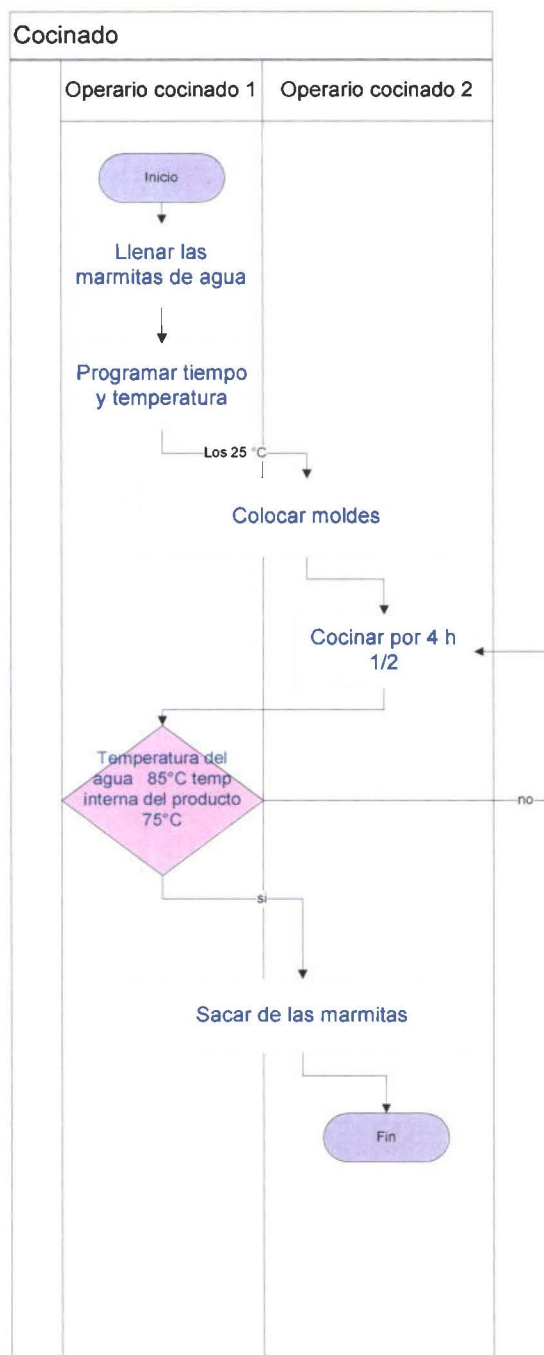 Cocinado
Operario cocinado 1
Operario cocinado 2
Inicio
Llenar las
marmitas de agua
Programar tiempo
y temperatura
Los 25 °C
Colocar moldes
Cocinar por 4 h
1/2
Temperatura del
agua 85°C temp
interna del producto
75°C
no
si
Sacar de las marmitas
Fin